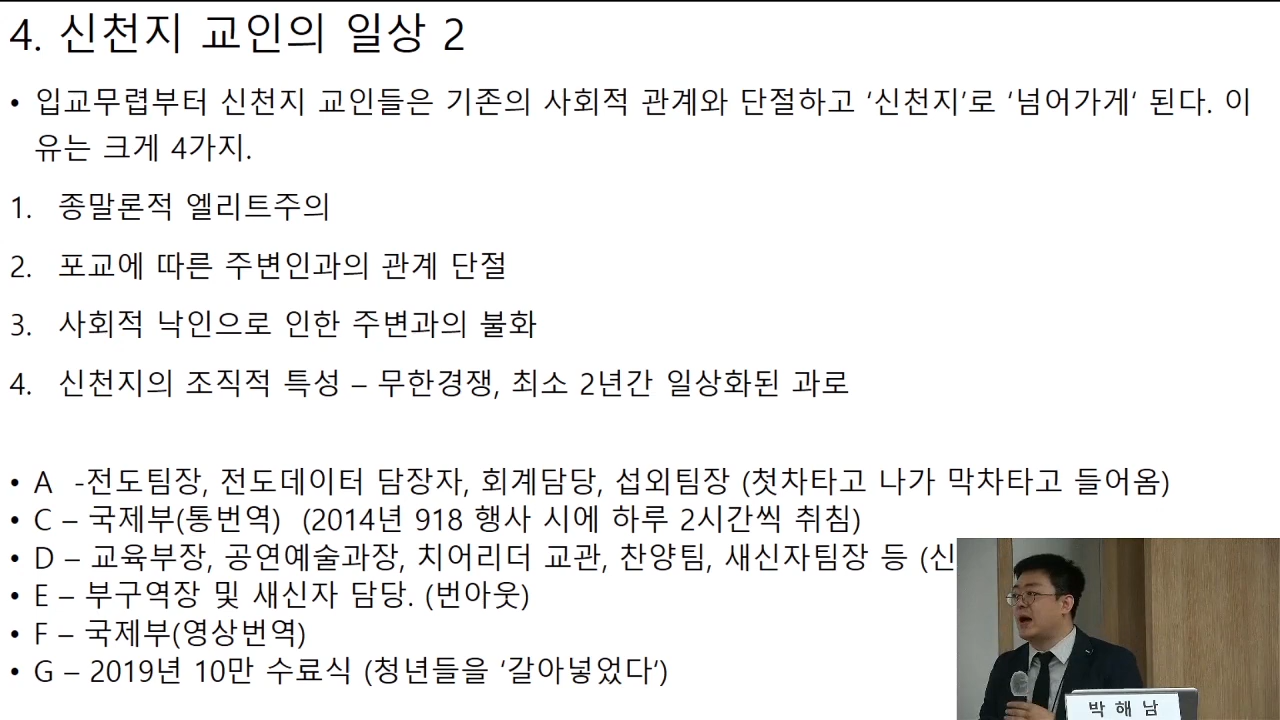 4. 신천지 교인의 일상 2
• 입교무렵부터 신천지 교인들은 기존의 사회적 관계와 단절하고 ‘신천지’로 ‘넘어가게‘ 된다. 이
유는 크게 4가지.
1. 종말론적 엘리트주의
2. 포교에 따른 주변인과의 관계 단절
3. 사회적 낙인으로 인한 주변과의 불화
4. 신천지의 조직적 특성 – 무한경쟁, 최소 2년간 일상화된 과로
• A -전도팀장, 전도데이터 담장자, 회계담당, 섭외팀장 (첫차타고 나가 막차타고 들어옴)
• C – 국제부(통번역) (2014년 918 행사 시에 하루 2시간씩 취침)
• D – 교육부장, 공연예술과장, 치어리더 교관, 찬양팀, 새신자팀장 등 (신
• E – 부구역장 및 새신자 담당. (번아웃)
• F – 국제부(영상번역)
• G – 2019년 10만 수료식 (청년들을 ‘갈아넣었다‘)
박해남